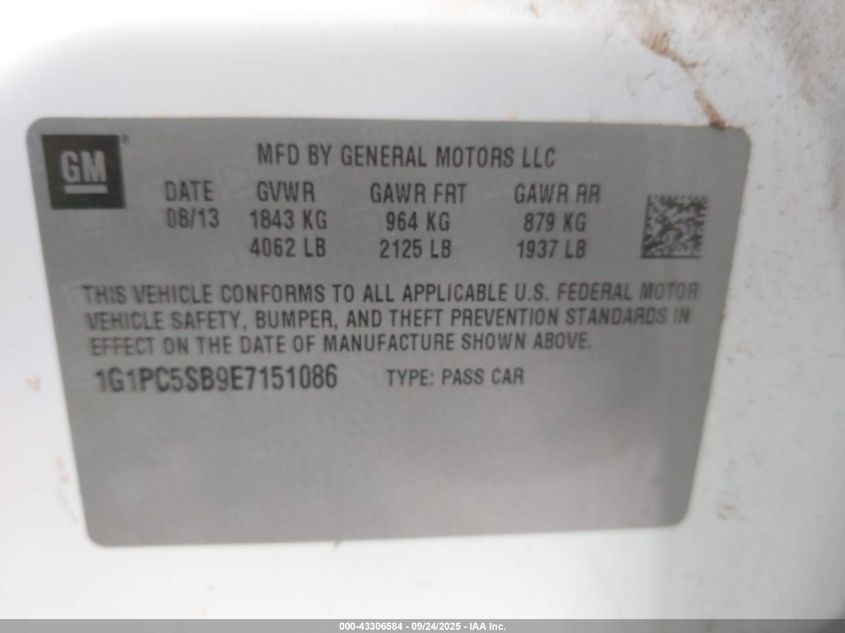 GM®
MFD BY GENERAL MOTORS LLC
DATE GVWR GAWR FRT GAWR RR
08/13 1843 KG 964 KG 879 KG
4062 LB 2125 LB 1937 LB
THIS VEHICLE CONFORMS TO ALL APPLICABLE U.S. FEDERAL MOTOR
VEHICLE SAFETY, BUMPER, AND THEFT PREVENTION STANDARDS IN
EFFECT ON THE DATE OF MANUFACTURE SHOWN ABOVE.
1G1PC5SB9E7151086 TYPE: PASS CAR
000-43306584 - 09/24/2025 - IAA Inc.